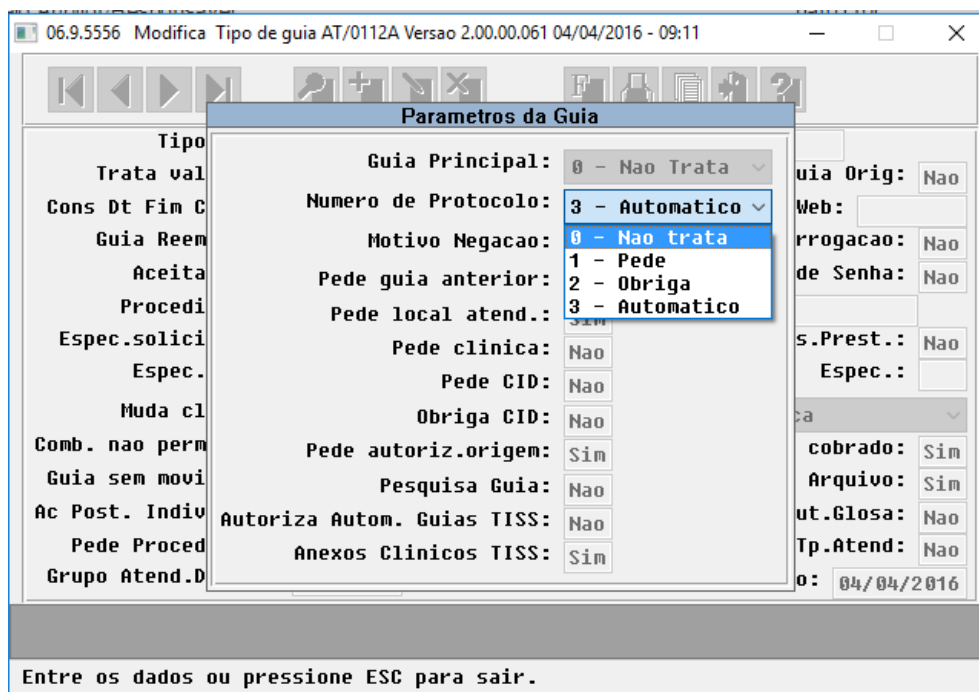 06.9.5556 Modifica Tipo de guia AT/0112A Versao 2.00.00.061 04/04/2016 - 09:11
Parametros da Guia
Tipo
Guia Principal: 0 - Nao Trata
Trata val
uia Orig: Nao
Numero de Protocolo: 3 - Automatico
Cons Dt Fim C
Web:
0 - Nao trata
1 - Pede
2 - Obriga
3 - Automatico
Guia Reem
Motivo Negacao:
rrogacao: Nao
Aceita
Pede guia anterior:
de Senha: Nao
Procedi
Pede local atend.: Sim
Espec.solici
Pede clinica: Nao
s.Prest.: Nao
Espec.
Pede CID: Nao
Espec.:
Muda cl
Obriga CID: Nao
ca
Comb. nao perm
Pede autoriz.origem: Sim
cobrado: Sim
Guia sem movi
Pesquisa Guia: Nao
Arquivo: Sim
Ac Post. Indiv
Autoriza Autom. Guias TISS: Nao
ut.Glosa: Nao
Pede Proced
Anexos Clinicos TISS: Sim
Tp.Atend: Nao
Grupo Atend.D
o: 04/04/2016
Entre os dados ou pressione ESC para sair.